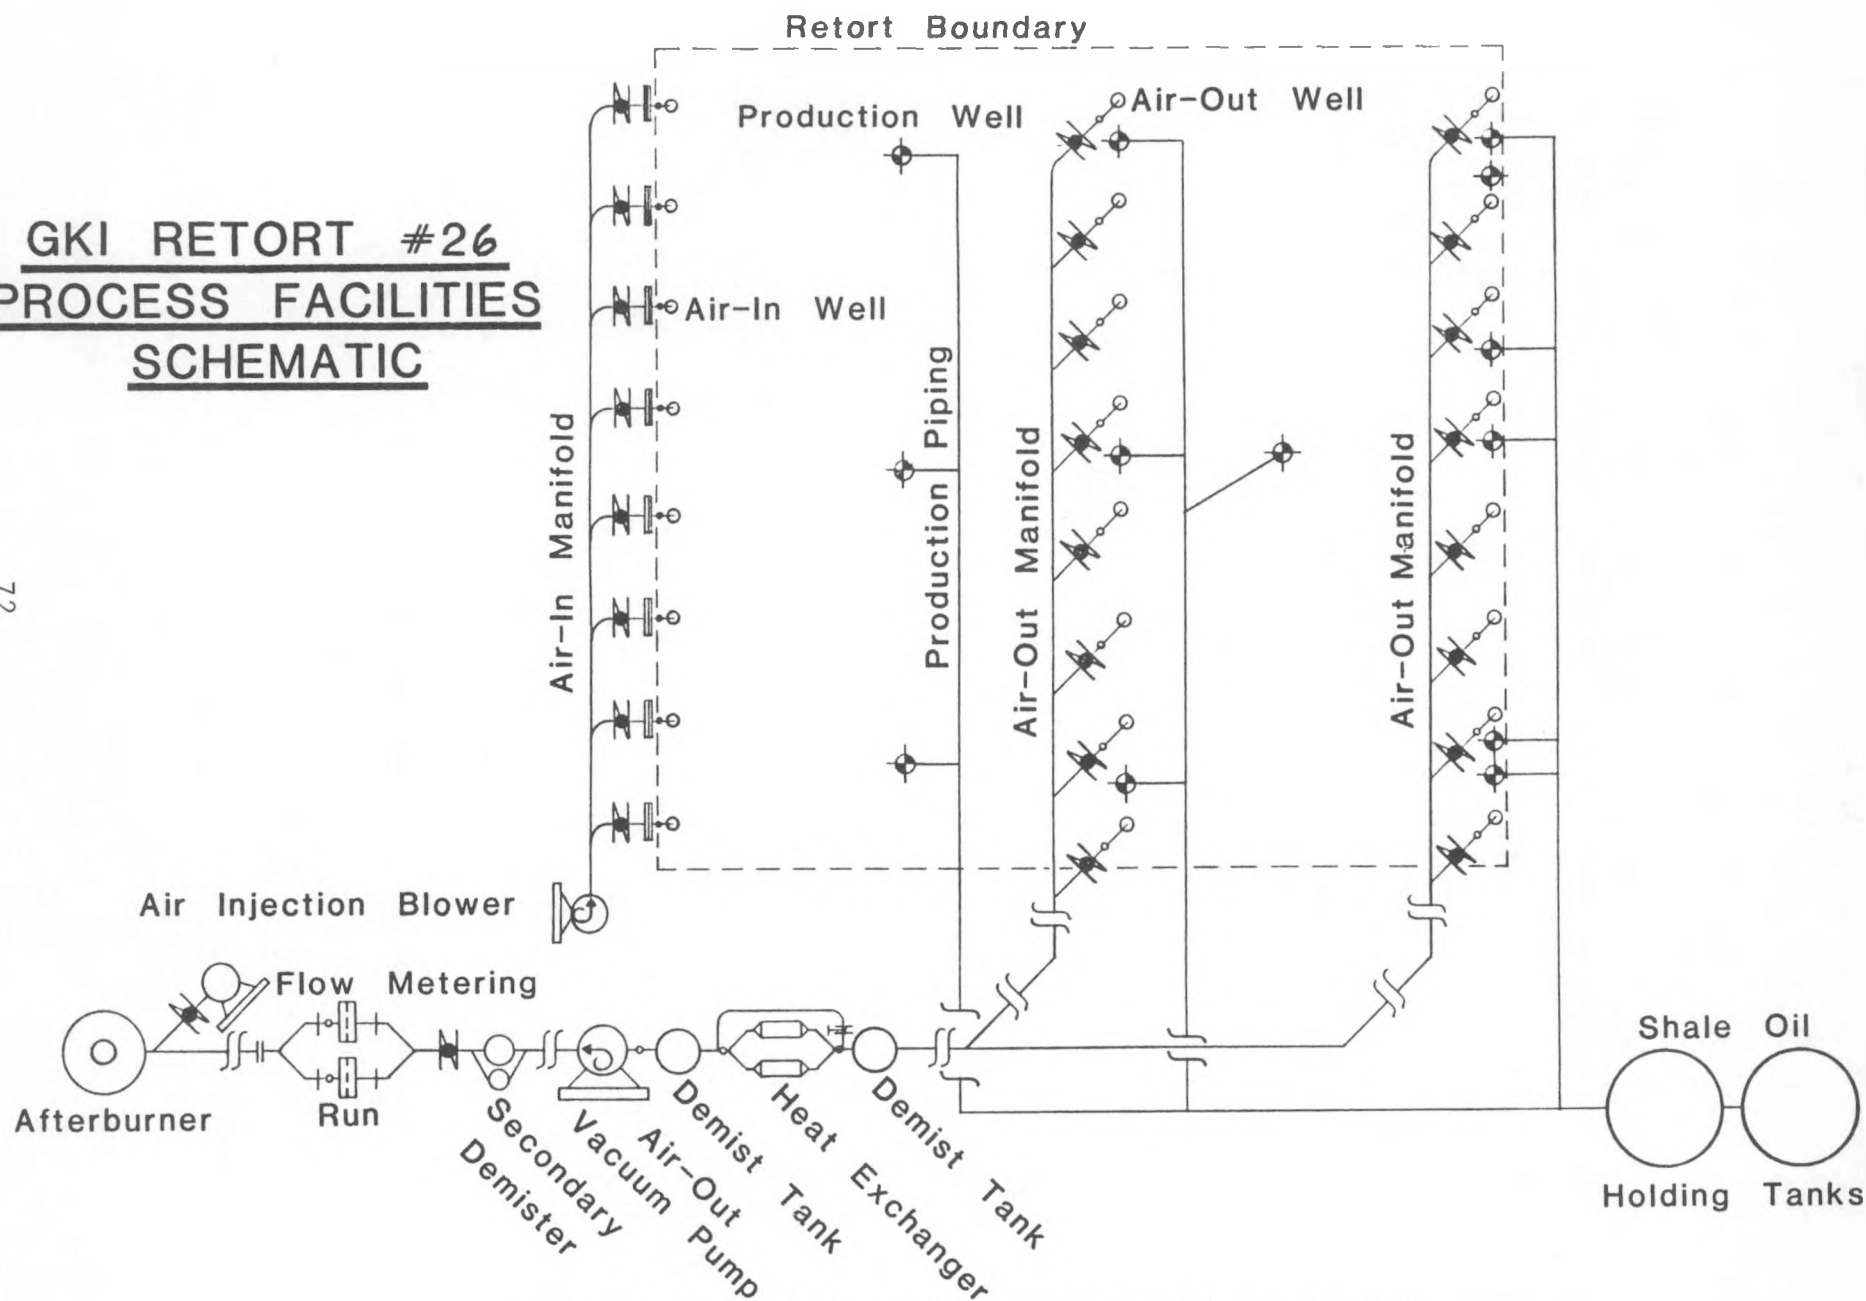 Retort Boundary
Production Well
Air-Out Well
GKI RETORT #26
PROCESS FACILITIES
SCHEMATIC
Air-In Well
Air-In Manifold
Production Piping
Air-Out Manifold
Air-Out Manifold
72
Air Injection Blower
Flow Metering
Run
Afterburner
Secondary
Demister
Air-Out
Vacuum Pump
Demist Tank
Heat Exchanger
Demist Tank
Shale Oil
Holding Tanks